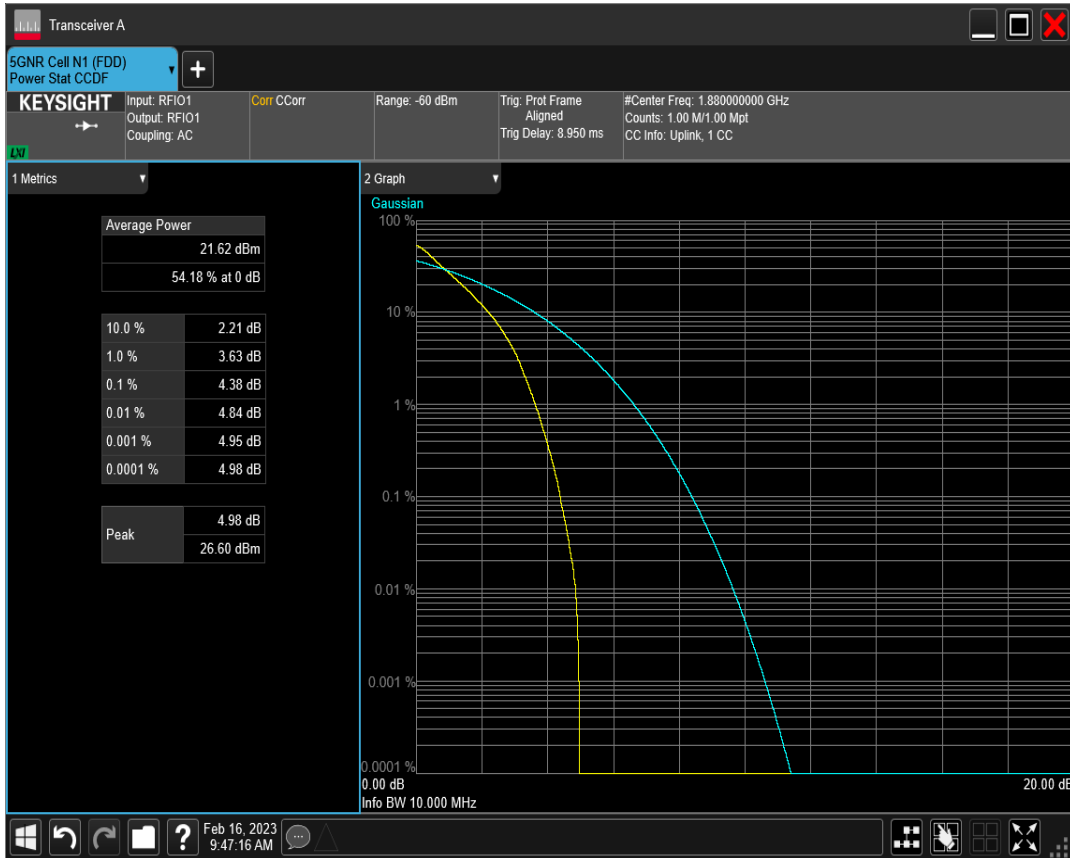 Transceiver A
5GNR Cell N1 (FDD)
Power Stat CCDF
+
KEYSIGHT
LXI
Input: RFIO1
Output: RFIO1
Coupling: AC
Corr CCorr
Range: -60 dBm
Trig: Prot Frame
Aligned
Trig Delay: 8.950 ms
#Center Freq: 1.880000000 GHz
Counts: 1.00 M/1.00 Mpt
CC Info: Uplink, 1 CC
1 Metrics
Average Power
21.62 dBm
54.18 % at 0 dB
10.0 % 2.21 dB
1.0 % 3.63 dB
0.1 % 4.38 dB
0.01 % 4.84 dB
0.001 % 4.95 dB
0.0001 % 4.98 dB
Peak 4.98 dB
26.60 dBm
2 Graph
Gaussian
100 %
10 %
1 %
0.1 %
0.01 %
0.001 %
0.0001 %
0.00 dB 20.00 dB
Info BW 10.000 MHz
?
Feb 16, 2023
9:47:16 AM